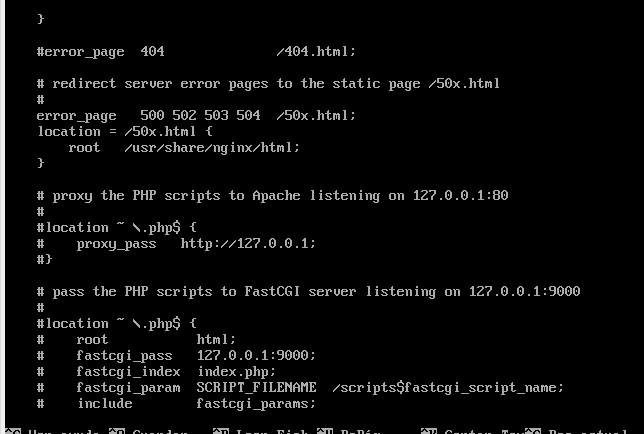 }
#error_page  404              /404.html;
# redirect server error pages to the static page /50x.html
#
error_page   500 502 503 504  /50x.html;
location = /50x.html {
    root   /usr/share/nginx/html;
}
# proxy the PHP scripts to Apache listening on 127.0.0.1:80
#
#location ~ \.php$ {
#    proxy_pass   http://127.0.0.1;
#}
# pass the PHP scripts to FastCGI server listening on 127.0.0.1:9000
#
#location ~ \.php$ {
#    root           html;
#    fastcgi_pass   127.0.0.1:9000;
#    fastcgi_index  index.php;
#    fastcgi_param  SCRIPT_FILENAME  /scripts$fastcgi_script_name;
#    include        fastcgi_params;